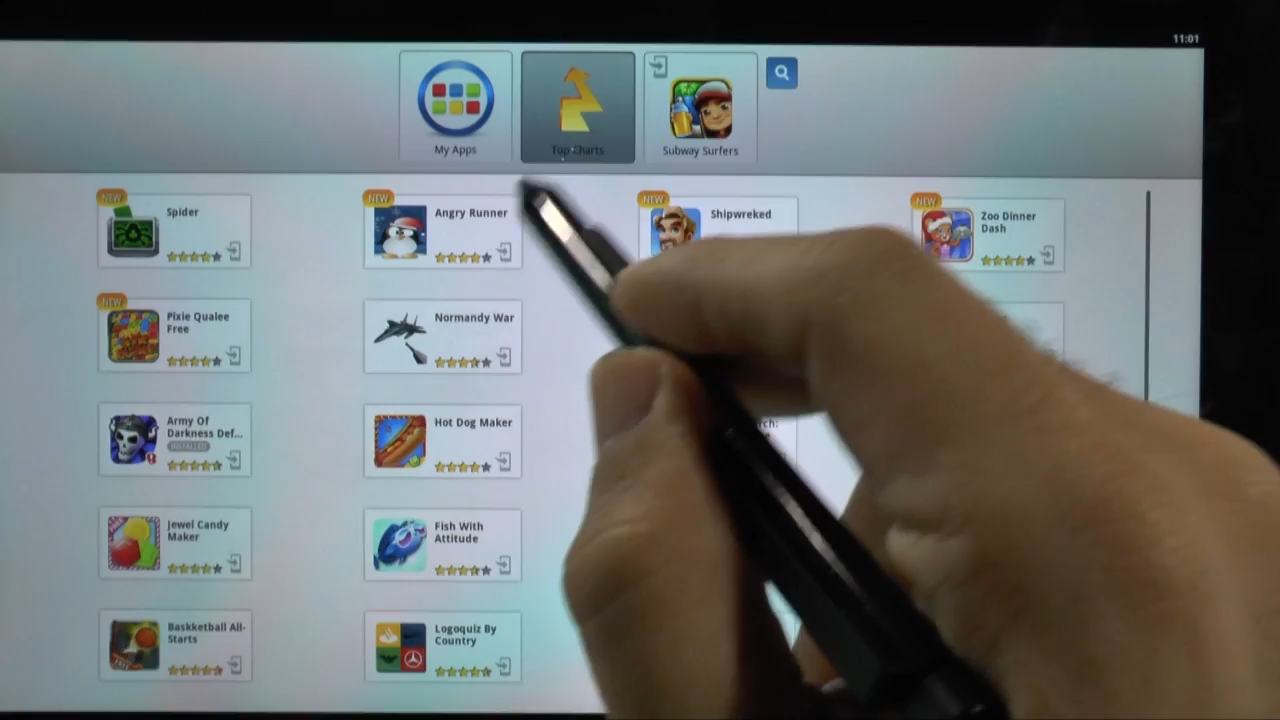 11:01
My Apps
Top Charts
Subway Surfers
NEW
Spider
NEW
Angry Runner
NEW
Shipwreked
NEW
Zoo Dinner
Dash
NEW
Pixie Qualee
Free
Normandy War
Army Of
Darkness Def...
INSTALLED
Hot Dog Maker
Jewel Candy
Maker
Fish With
Attitude
Baskketball All-
Starts
Logoquiz By
Country